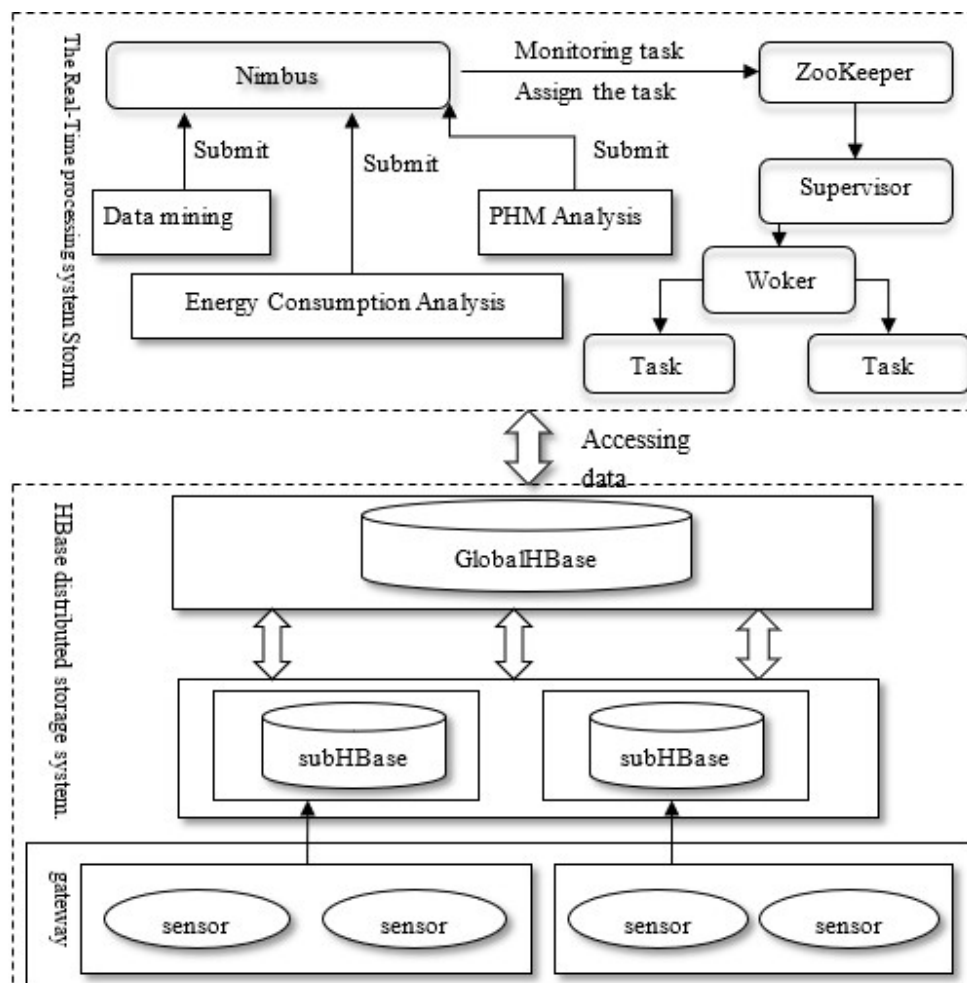 The Real-Time processing system Storm
Nimbus
Monitoring task
Assign the task
ZooKeeper
Submit
Submit
Submit
Supervisor
Data mining
PHM Analysis
Energy Consumption Analysis
Woker
Task
Task
Accessing
data
HBase distributed storage system.
GlobalHBase
subHBase
subHBase
gateway
sensor
sensor
sensor
sensor